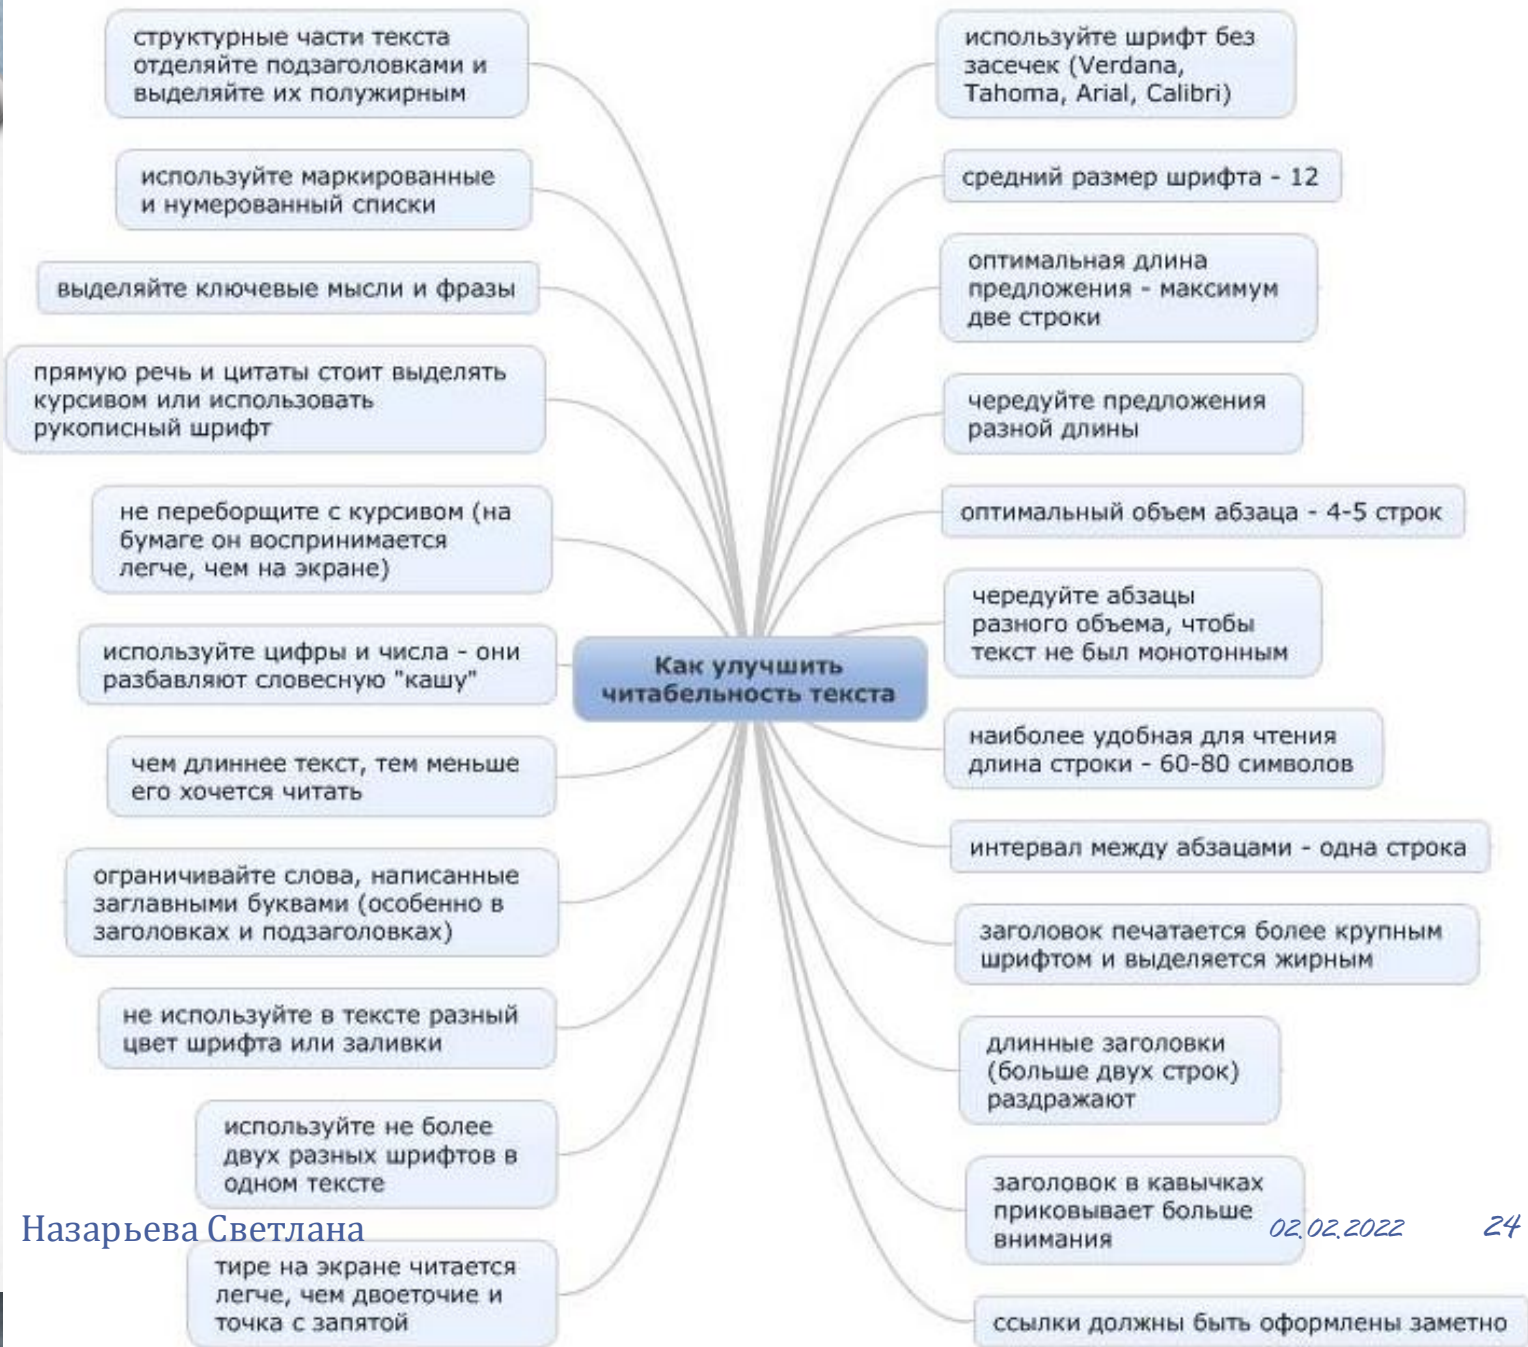 структурные части текста
отделяйте подзаголовками и
выделяйте их полужирным
используйте маркированные
и нумерованный списки
выделяйте ключевые мысли и фразы
прямую речь и цитаты стоит выделять
курсивом или использовать
рукописный шрифт
не переборщите с курсивом (на
бумаге он воспринимается
легче, чем на экране)
используйте цифры и числа - они
разбавляют словесную "кашу"
чем длиннее текст, тем меньше
его хочется читать
ограничивайте слова, написанные
заглавными буквами (особенно в
заголовках и подзаголовках)
не используйте в тексте разный
цвет шрифта или заливки
используйте не более
двух разных шрифтов в
одном тексте
тире на экране читается
легче, чем двоеточие и
точка с запятой
Как улучшить
читабельность текста
используйте шрифт без
засечек (Verdana,
Tahoma, Arial, Calibri)
средний размер шрифта - 12
оптимальная длина
предложения - максимум
две строки
чередуйте предложения
разной длины
оптимальный объем абзаца - 4-5 строк
чередуйте абзацы
разного объема, чтобы
текст не был монотонным
наиболее удобная для чтения
длина строки - 60-80 символов
интервал между абзацами - одна строка
заголовок печатается более крупным
шрифтом и выделяется жирным
длинные заголовки
(больше двух строк)
раздражают
заголовок в кавычках
приковывает больше
внимания
ссылки должны быть оформлены заметно
Назарьева Светлана
02.02.2022
24